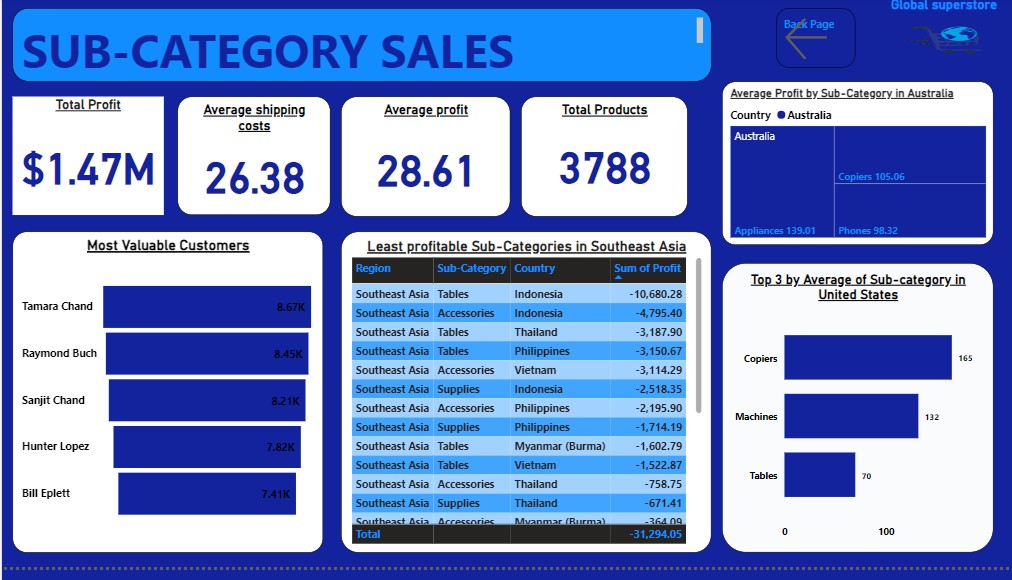 Global superstore
SUB-CATEGORY SALES
Back Page
Total Profit
$1.47M
Average shipping
costs
26.38
Average profit
28.61
Total Products
3788
Average Profit by Sub-Category in Australia
Country Australia
Australia
Copiers 105.06
Appliances 139.01
Phones 98.32
Most Valuable Customers
Tamara Chand 8.67K
Raymond Buch 8.45K
Sanjit Chand 8.21K
Hunter Lopez 7.82K
Bill Eplett 7.41K
Least profitable Sub-Categories in Southeast Asia
Region Sub-Category Country Sum of Profit
Southeast Asia Tables Indonesia -10,680.28
Southeast Asia Accessories Indonesia -4,795.40
Southeast Asia Tables Thailand -3,187.90
Southeast Asia Tables Philippines -3,150.67
Southeast Asia Accessories Vietnam -3,114.29
Southeast Asia Supplies Indonesia -2,518.35
Southeast Asia Accessories Philippines -2,195.90
Southeast Asia Supplies Philippines -1,714.19
Southeast Asia Tables Myanmar (Burma) -1,602.79
Southeast Asia Tables Vietnam -1,522.87
Southeast Asia Accessories Thailand -758.75
Southeast Asia Supplies Thailand -671.41
Southeast Asia Accessories Myanmar (Burma) -364.09
Total -31,294.05
Top 3 by Average of Sub-category in
United States
Copiers 165
Machines 132
Tables 70
0 100